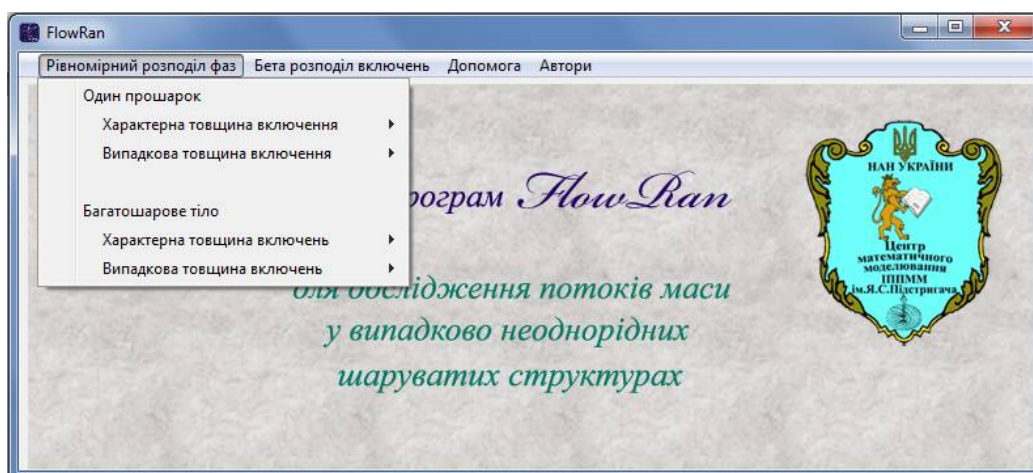 FlowRan
Рівномірний розподіл фаз Бета розподіл включень Допомога Автори
Один прошарок
Характерна товщина включення
Випадкова товщина включення
Багатошарове тіло
Характерна товщина включень
Випадкова товщина включень
FlowRan
дослідження потоків маси
у випадково неоднорідних
шаруватих структурах
НАН УКРАЇНИ
Центр
математичного
моделювання
ІППММ
ім.Я.С.Підстригача